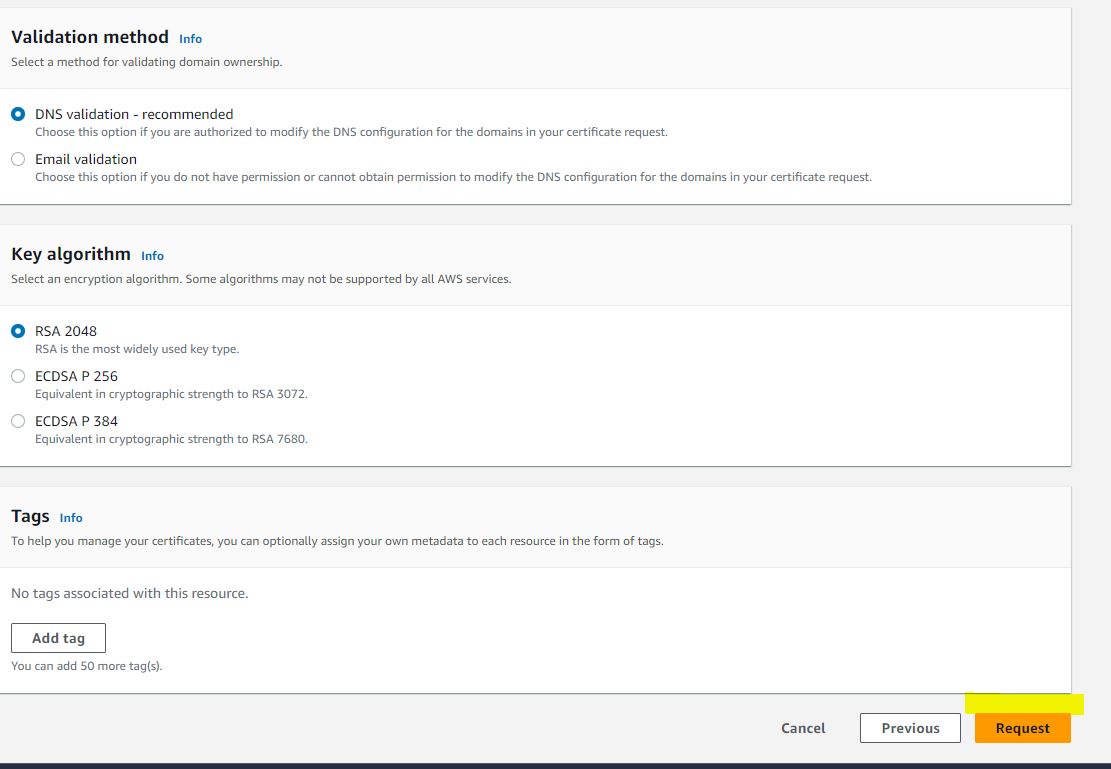 Validation method Info
Select a method for validating domain ownership.
DNS validation - recommended
Choose this option if you are authorized to modify the DNS configuration for the domains in your certificate request.
Email validation
Choose this option if you do not have permission or cannot obtain permission to modify the DNS configuration for the domains in your certificate request.
Key algorithm Info
Select an encryption algorithm. Some algorithms may not be supported by all AWS services.
RSA 2048
RSA is the most widely used key type.
ECDSA P 256
Equivalent in cryptographic strength to RSA 3072.
ECDSA P 384
Equivalent in cryptographic strength to RSA 7680.
Tags Info
To help you manage your certificates, you can optionally assign your own metadata to each resource in the form of tags.
No tags associated with this resource.
Add tag
You can add 50 more tag(s).
Cancel Previous Request